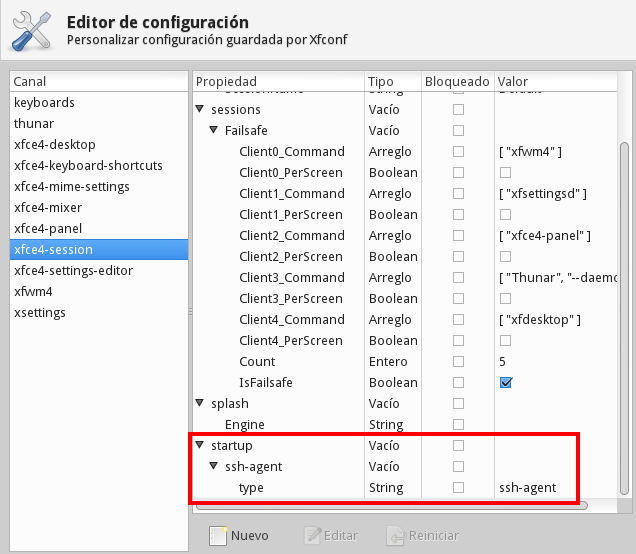 Editor de configuración
Personalizar configuración guardada por Xfconf
Canal
keyboards
thunar
xfce4-desktop
xfce4-keyboard-shortcuts
xfce4-mime-settings
xfce4-mixer
xfce4-panel
xfce4-session
xfce4-settings-editor
xfwm4
xsettings
Propiedad Tipo Bloqueado Valor
SessionName String Default
sessions Vacío
Failsafe Vacío
Client0_Command Arreglo [ "xfwm4" ]
Client0_PerScreen Boolean
Client1_Command Arreglo [ "xfsettingsd" ]
Client1_PerScreen Boolean
Client2_Command Arreglo [ "xfce4-panel" ]
Client2_PerScreen Boolean
Client3_Command Arreglo [ "Thunar", "--daemo
Client3_PerScreen Boolean
Client4_Command Arreglo [ "xfdesktop" ]
Client4_PerScreen Boolean
Count Entero 5
IsFailsafe Boolean
splash Vacío
Engine String
startup Vacío
ssh-agent Vacío
type String ssh-agent
Nuevo Editar Reiniciar